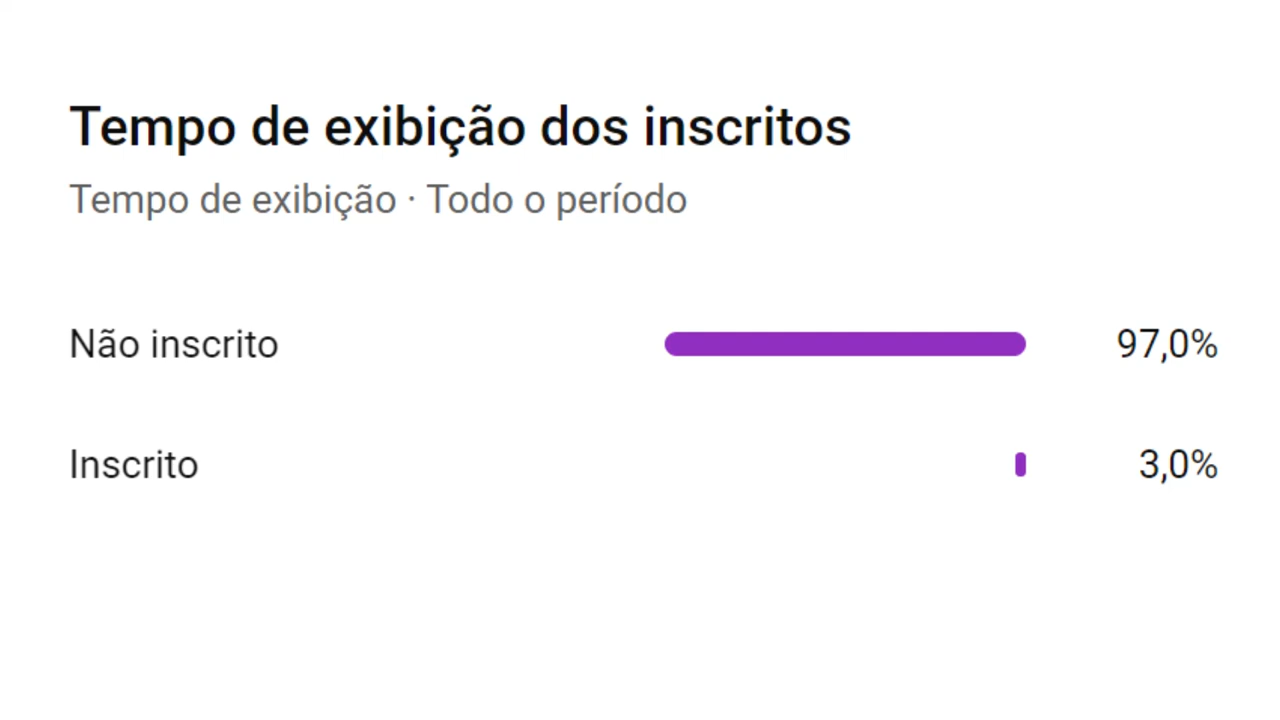 Tempo de exibição dos inscritos
Tempo de exibição · Todo o período
Não inscrito 97,0%
Inscrito 3,0%